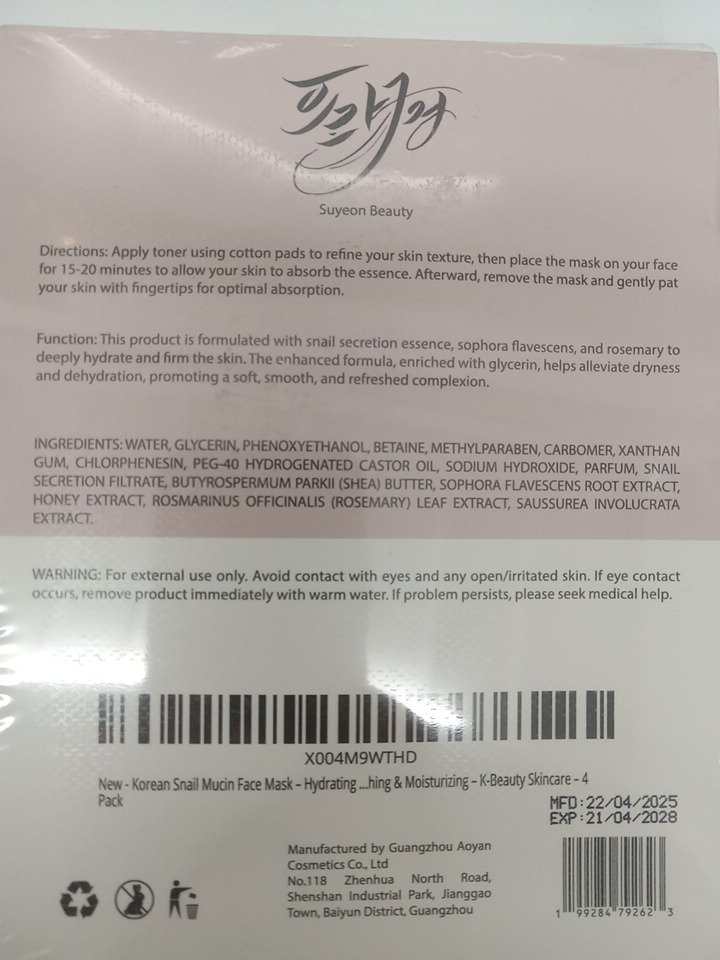 Suyeon Beauty
Directions: Apply toner using cotton pads to refine your skin texture, then place the mask on your face
for 15-20 minutes to allow your skin to absorb the essence. Afterward, remove the mask and gently pat
your skin with fingertips for optimal absorption.
Function: This product is formulated with snail secretion essence, sophora flavescens, and rosemary to
deeply hydrate and firm the skin. The enhanced formula, enriched with glycerin, helps alleviate dryness
and dehydration, promoting a soft, smooth, and refreshed complexion.
INGREDIENTS: WATER, GLYCERIN, PHENOXYETHANOL, BETAINE, METHYLPARABEN, CARBOMER, XANTHAN
GUM, CHLORPHENESIN, PEG-40 HYDROGENATED CASTOR OIL, SODIUM HYDROXIDE, PARFUM, SNAIL
SECRETION FILTRATE, BUTYROSPERMUM PARKII (SHEA) BUTTER, SOPHORA FLAVESCENS ROOT EXTRACT,
HONEY EXTRACT, ROSMARINUS OFFICINALIS (ROSEMARY) LEAF EXTRACT, SAUSSUREA INVOLUCRATA
EXTRACT.
WARNING: For external use only. Avoid contact with eyes and any open/irritated skin. If eye contact
occurs, remove product immediately with warm water. If problem persists, please seek medical help.
X004M9WTHD
New - Korean Snail Mucin Face Mask – Hydrating ...hing & Moisturizing – K-Beauty Skincare – 4
Pack
MFD:22/04/2025
EXP:21/04/2028
Manufactured by Guangzhou Aoyan
Cosmetics Co., Ltd
No.118 Zhenhua North Road,
Shenshan Industrial Park, Jianggao
Town, Baiyun District, Guangzhou
1 99284 79262 3